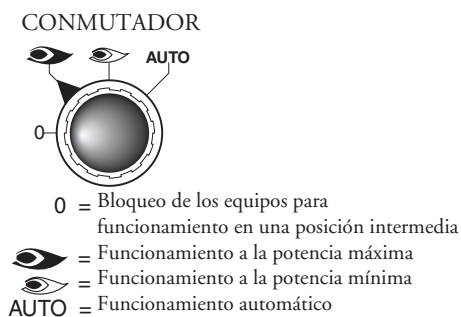 CONMUTADOR
AUTO
0
0 = Bloqueo de los equipos para
funcionamiento en una posición intermedia
= Funcionamiento a la potencia máxima
= Funcionamiento a la potencia mínima
AUTO = Funcionamiento automático